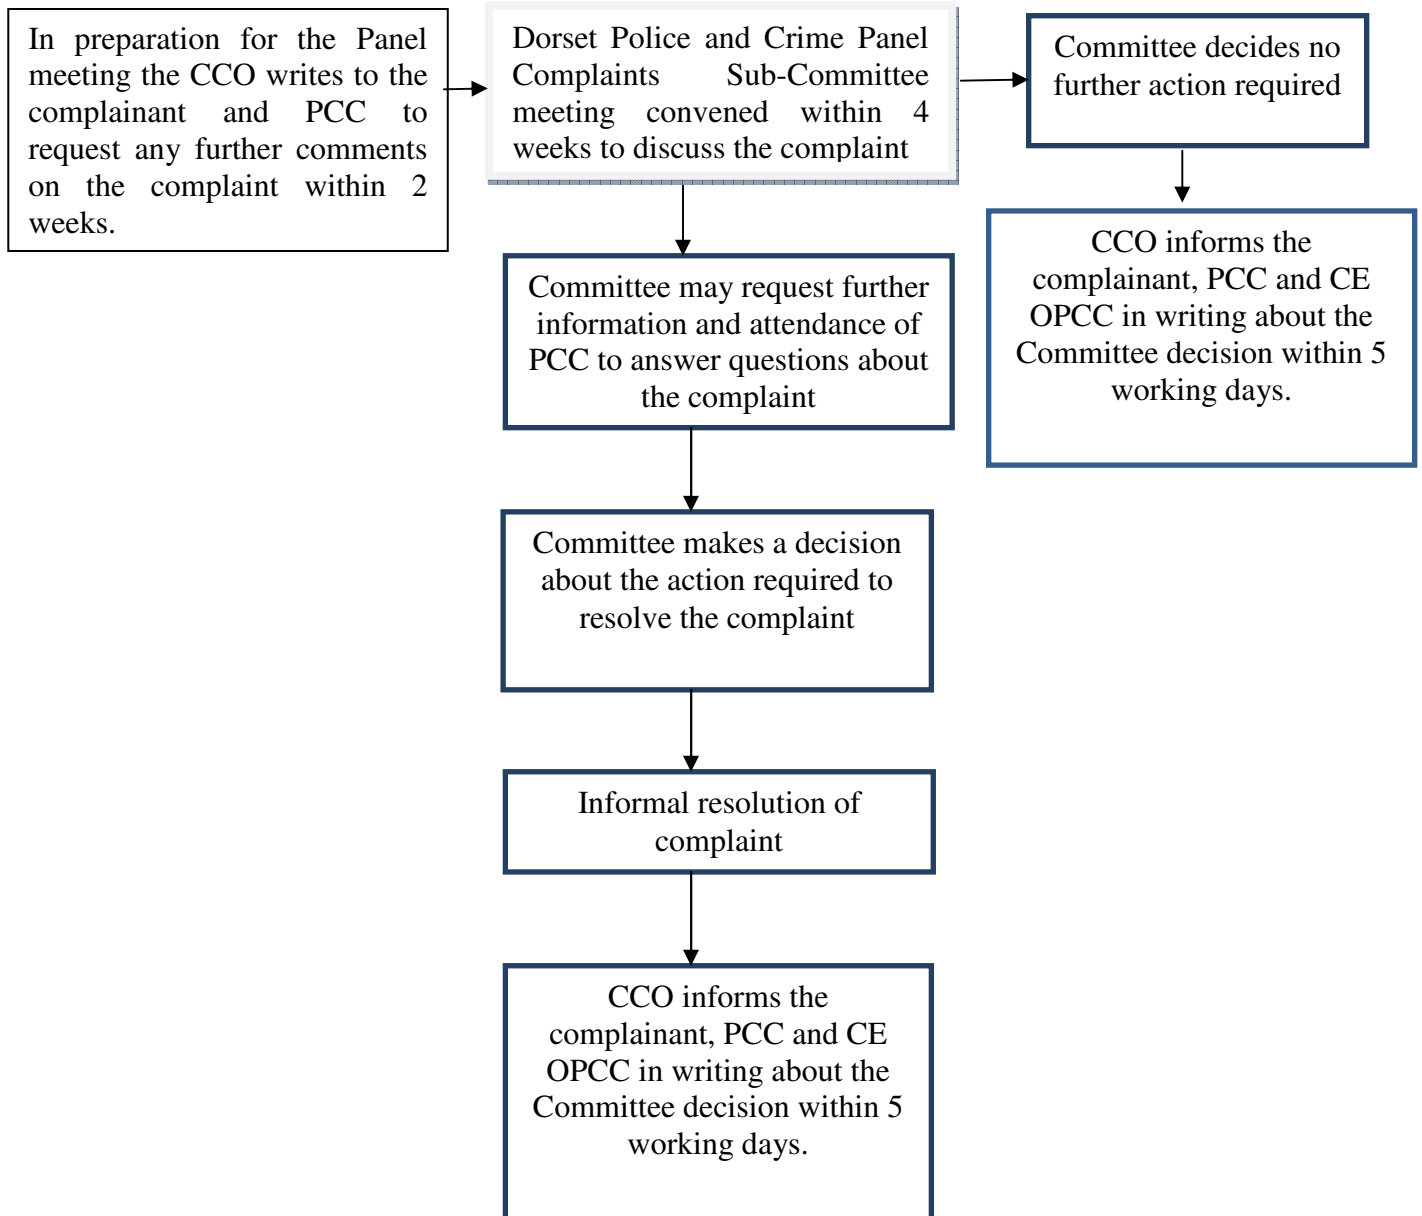 In preparation for the Panel
meeting the CCO writes to the
complainant and PCC to
request any further comments
on the complaint within 2
weeks.
Dorset Police and Crime Panel
Complaints Sub-Committee
meeting convened within 4
weeks to discuss the complaint
Committee decides no
further action required
CCO informs the
complainant, PCC and CE
OPCC in writing about the
Committee decision within 5
working days.
Committee may request further
information and attendance of
PCC to answer questions about
the complaint
Committee makes a decision
about the action required to
resolve the complaint
Informal resolution of
complaint
CCO informs the
complainant, PCC and CE
OPCC in writing about the
Committee decision within 5
working days.